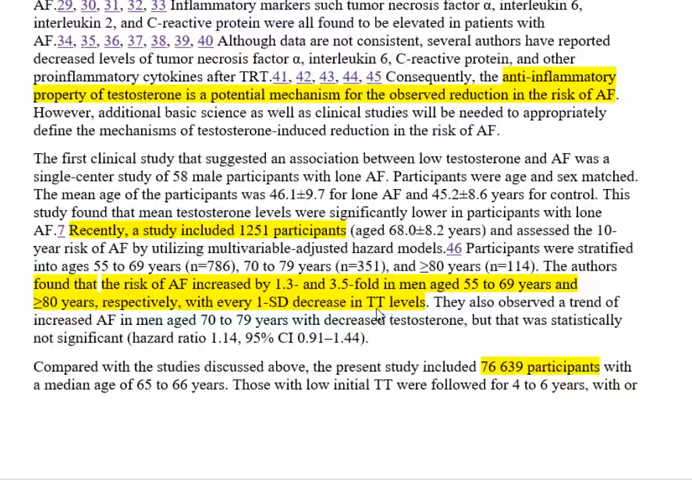 AF.29, 30, 31, 32, 33 Inflammatory markers such tumor necrosis factor α, interleukin 6,
interleukin 2, and C-reactive protein were all found to be elevated in patients with
AF.34, 35, 36, 37, 38, 39, 40 Although data are not consistent, several authors have reported
decreased levels of tumor necrosis factor α, interleukin 6, C-reactive protein, and other
proinflammatory cytokines after TRT.41, 42, 43, 44, 45 Consequently, the anti-inflammatory
property of testosterone is a potential mechanism for the observed reduction in the risk of AF.
However, additional basic science as well as clinical studies will be needed to appropriately
define the mechanisms of testosterone-induced reduction in the risk of AF.
The first clinical study that suggested an association between low testosterone and AF was a
single-center study of 58 male participants with lone AF. Participants were age and sex matched.
The mean age of the participants was 46.1±9.7 for lone AF and 45.2±8.6 years for control. This
study found that mean testosterone levels were significantly lower in participants with lone
AF.7 Recently, a study included 1251 participants (aged 68.0±8.2 years) and assessed the 10-
year risk of AF by utilizing multivariable-adjusted hazard models.46 Participants were stratified
into ages 55 to 69 years (n=786), 70 to 79 years (n=351), and ≥80 years (n=114). The authors
found that the risk of AF increased by 1.3- and 3.5-fold in men aged 55 to 69 years and
≥80 years, respectively, with every 1-SD decrease in TT levels. They also observed a trend of
increased AF in men aged 70 to 79 years with decreased testosterone, but that was statistically
not significant (hazard ratio 1.14, 95% CI 0.91–1.44).
Compared with the studies discussed above, the present study included 76 639 participants with
a median age of 65 to 66 years. Those with low initial TT were followed for 4 to 6 years, with or